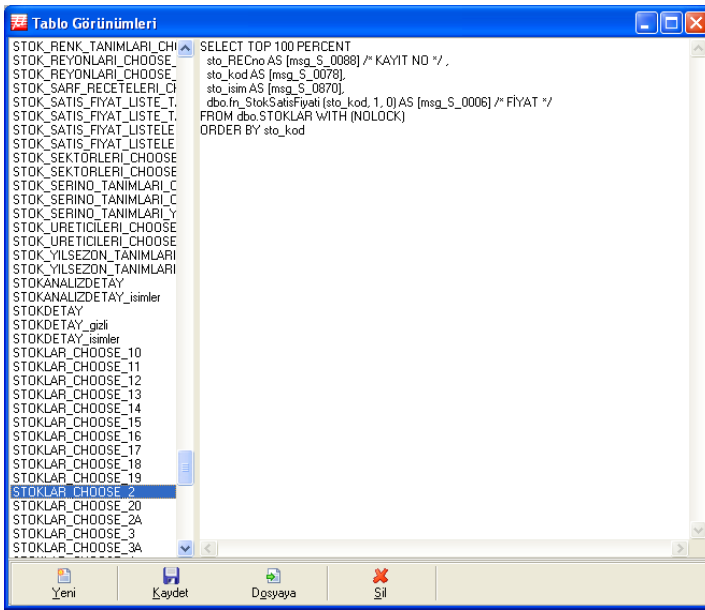 Tablo Görünümleri
STOK_RENK_TANIMLARI_CHO
STOK_REYONLARI_CHOOSE_
STOK_REYONLARI_CHOOSE_
STOK_SARF_RECETELERI_CH
STOK_SATIS_FIYAT_LISTE_T.
STOK_SATIS_FIYAT_LISTE_T.
STOK_SATIS_FIYAT_LISTELE
STOK_SATIS_FIYAT_LISTELE
STOK_SEKTORLERI_CHOOSE
STOK_SEKTORLERI_CHOOSE
STOK_SERINO_TANIMLARI_C
STOK_SERINO_TANIMLARI_C
STOK_SERINO_TANIMLARI_Y
STOK_URETICILERI_CHOOSE
STOK_URETICILERI_CHOOSE
STOK_YILSEZON_TANIMLARI
STOK_YILSEZON_TANIMLARI
STOKANALIZDETAY
STOKANALIZDETAY_isimler
STOKDETAY
STOKDETAY_gizli
STOKDETAY_isimler
STOKLAR_CHOOSE_10
STOKLAR_CHOOSE_11
STOKLAR_CHOOSE_12
STOKLAR_CHOOSE_13
STOKLAR_CHOOSE_14
STOKLAR_CHOOSE_15
STOKLAR_CHOOSE_16
STOKLAR_CHOOSE_17
STOKLAR_CHOOSE_18
STOKLAR_CHOOSE_19
STOKLAR_CHOOSE_2
STOKLAR_CHOOSE_20
STOKLAR_CHOOSE_2A
STOKLAR_CHOOSE_3
STOKLAR_CHOOSE_3A
SELECT TOP 100 PERCENT
sto_RECno AS [msg_S_0088] /* KAYIT NO */ ,
sto_kod AS [msg_S_0078],
sto_isim AS [msg_S_0870],
dbo.fn_StokSatisFiyati (sto_kod, 1, 0) AS [msg_S_0006] /* FİYAT */
FROM dbo.STOKLAR WITH (NOLOCK)
ORDER BY sto_kod
Yeni
Kaydet
Dosyaya
Sil